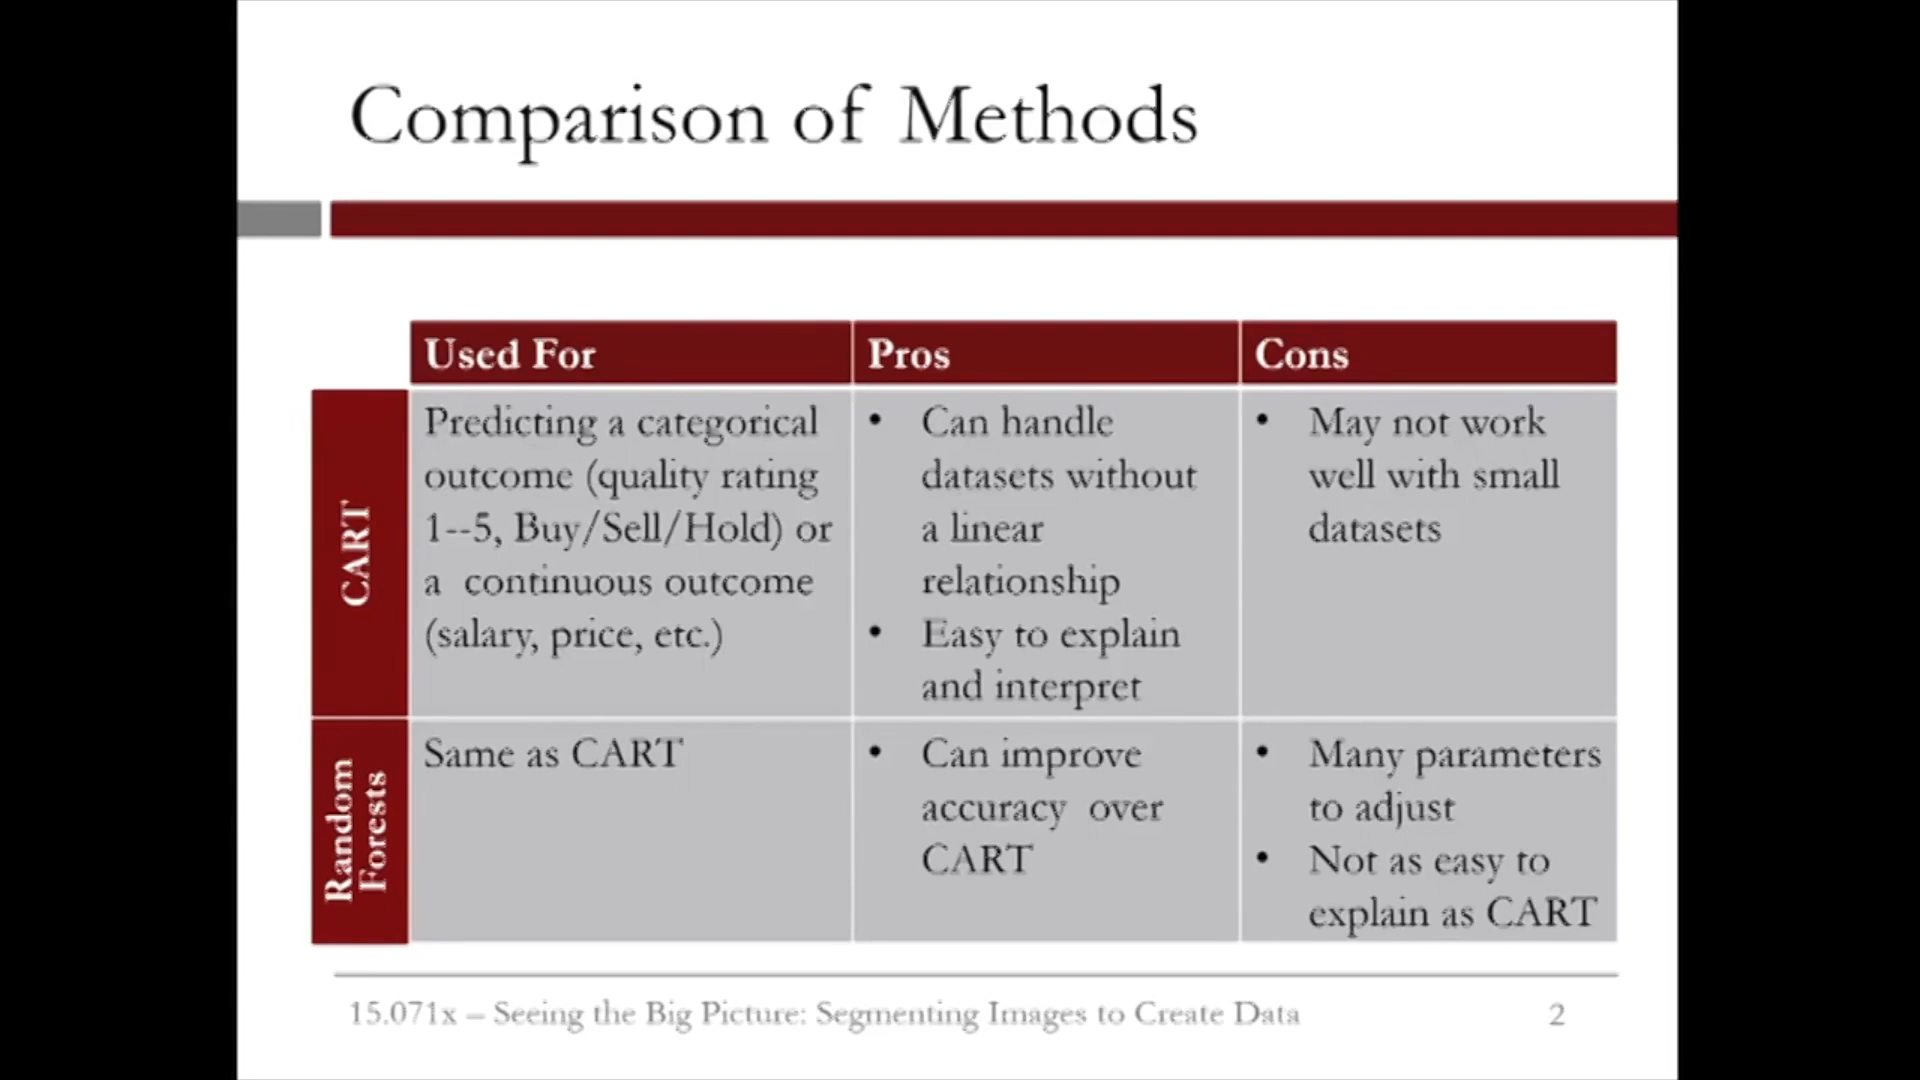 Comparison of Methods
Used For
Pros
Cons
CART
Predicting a categorical
outcome (quality rating
1--5, Buy/Sell/Hold) or
a continuous outcome
(salary, price, etc.)
• Can handle
datasets without
a linear
relationship
• Easy to explain
and interpret
• May not work
well with small
datasets
Random
Forests
Same as CART
• Can improve
accuracy over
CART
• Many parameters
to adjust
• Not as easy to
explain as CART
15.071x – Seeing the Big Picture: Segmenting Images to Create Data
2